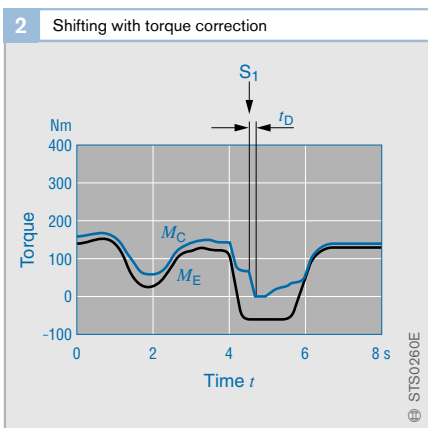 2 Shifting with torque correction
S1
tD
Nm
400
300
200
100
0
-100
Torque
MC
ME
0 2 4 6 8 s
Time t
STS0260E